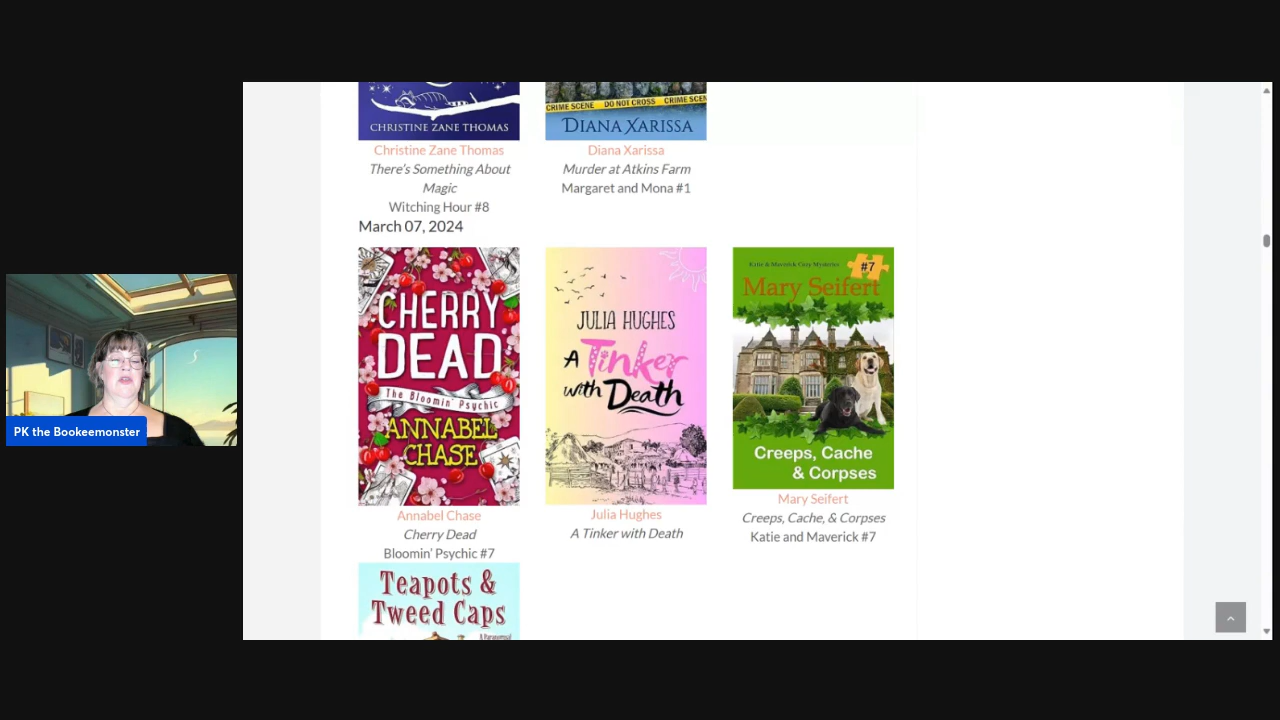 CHRISTINE ZANE THOMAS
CRIME SCENE DO NOT CROSS CRIME SCEN
DIANA XARISSA
Christine Zane Thomas
There's Something About
Magic
Witching Hour #8
Diana Xarissa
Murder at Atkins Farm
Margaret and Mona #1
March 07, 2024
CHERRY
DEAD
The Bloomin' Psychic
ANNABEL
CHASE
Annabel Chase
Cherry Dead
Bloomin' Psychic #7
JULIA HUGHES
A Tinker
with Death
Julia Hughes
A Tinker with Death
Katie & Maverick Cozy Mysteries
#7
Mary Seifert
Creeps, Cache
& Corpses
Mary Seifert
Creeps, Cache, & Corpses
Katie and Maverick #7
Teapots &
Tweed Caps
A Paranormal
PK the Bookeemonster